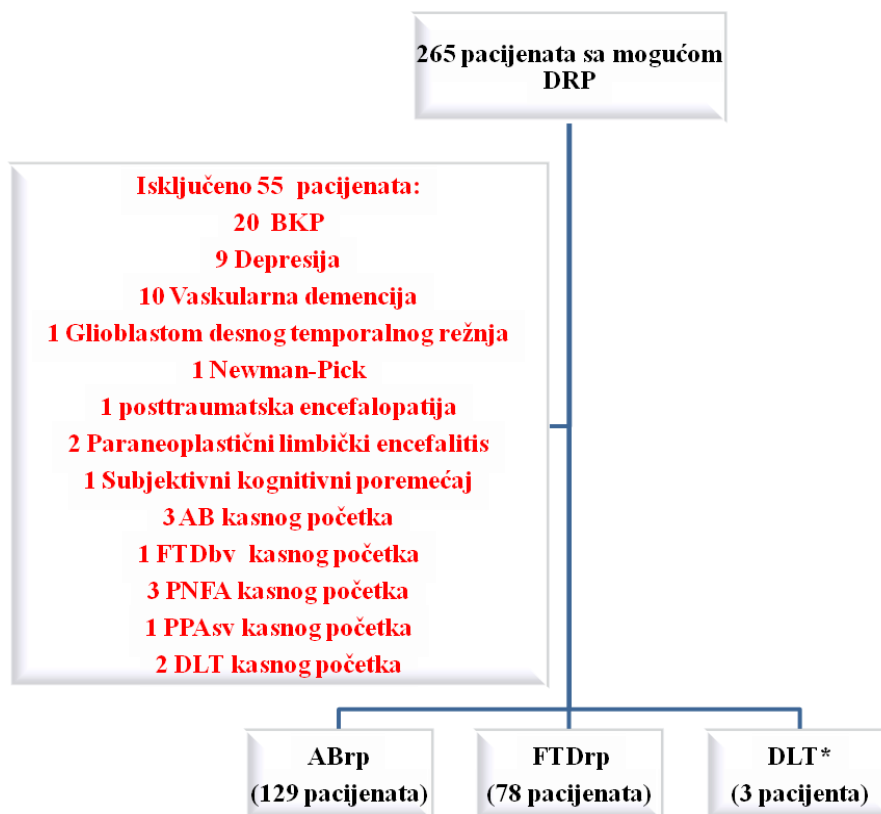 265 pacijenata sa mogućom
DRP
Isključeno 55 pacijenata:
20 BKP
9 Depresija
10 Vaskularna demencija
1 Glioblastom desnog temporalnog režnja
1 Newman-Pick
1 posttraumatska encefalopatija
2 Paraneoplastični limbički encefalitis
1 Subjektivni kognitivni poremećaj
3 AB kasnog početka
1 FTDbv kasnog početka
3 PNFA kasnog početka
1 PPAsv kasnog početka
2 DLT kasnog početka
ABrp
(129 pacijenata)
FTDrp
(78 pacijenata)
DLT*
(3 pacijenta)